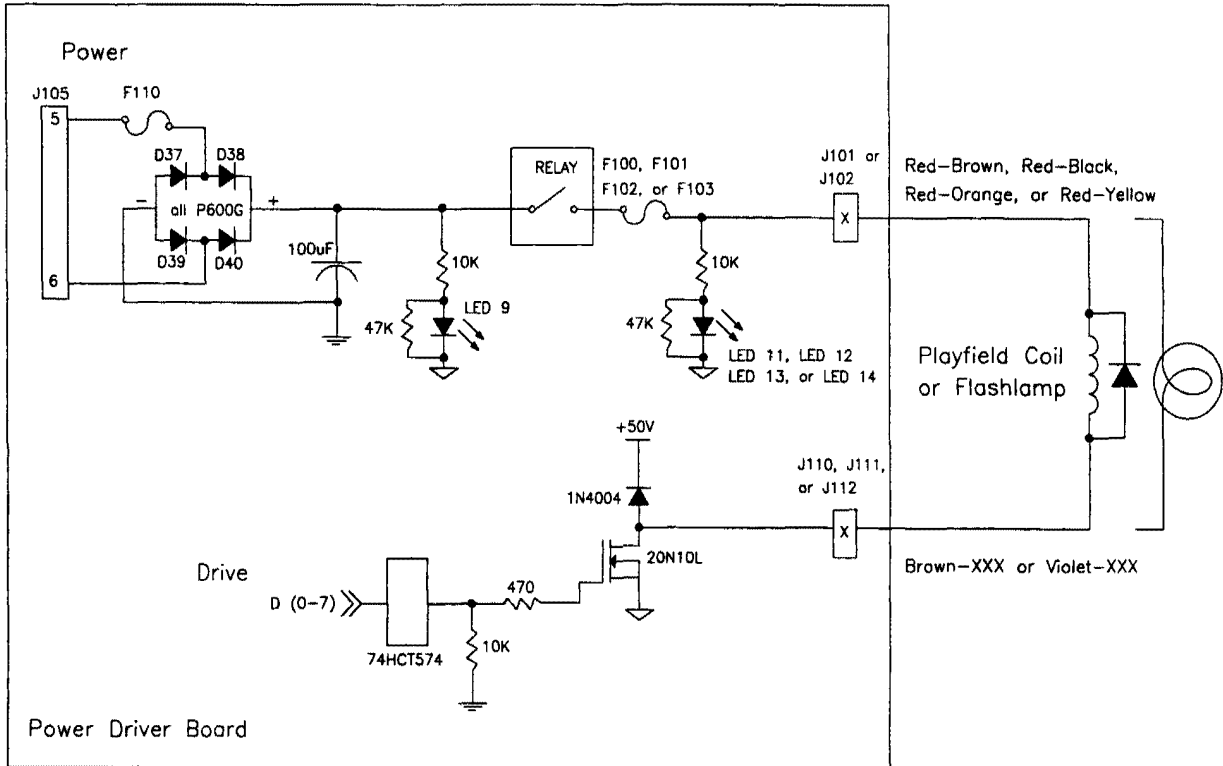 Power
J105
F110
5
D37
D38
RELAY
F100, F101
F102, or F103
J101 or
J102
Red-Brown, Red-Black,
Red-Orange, or Red-Yellow
-
all P600G
+
X
D39
D40
100uF
10K
10K
6
47K
LED 9
47K
LED 11, LED 12
LED 13, or LED 14
Playfield Coil
or Flashlamp
+50V
1N4004
J110, J111,
or J112
X
20N10L
Brown-XXX or Violet-XXX
Drive
D (0-7)
470
74HCT574
10K
Power Driver Board